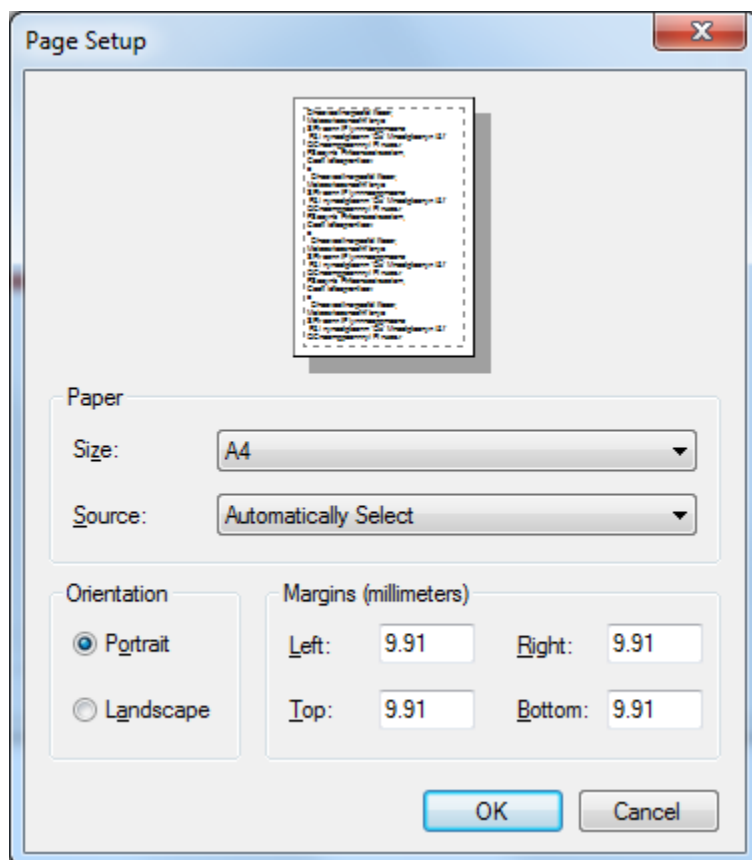 Page Setup
Paper
Size: A4
Source: Automatically Select
Orientation
Portrait
Landscape
Margins (millimeters)
Left: 9.91 Right: 9.91
Top: 9.91 Bottom: 9.91
OK Cancel